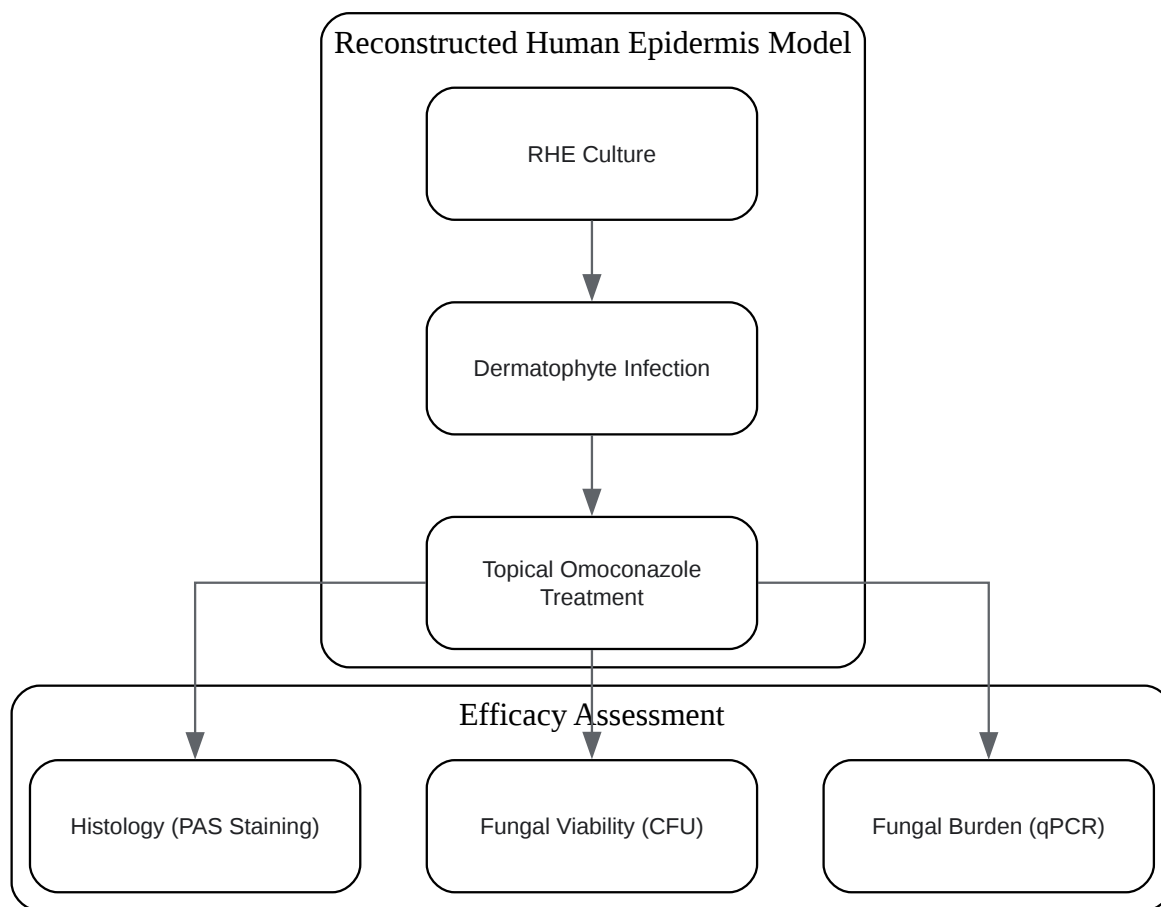 Reconstructed Human Epidermis Model
RHE Culture
Dermatophyte Infection
Topical Omoconazole
Treatment
Efficacy Assessment
Histology (PAS Staining)
Fungal Viability (CFU)
Fungal Burden (qPCR)